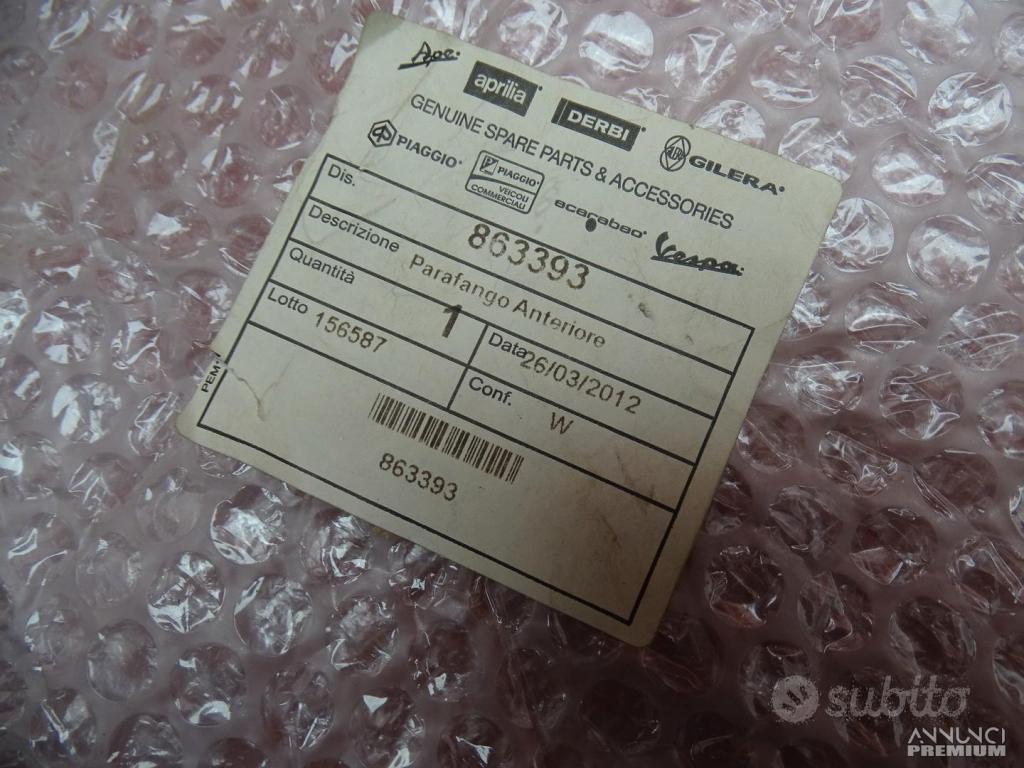 Ape
aprilia
DERBI
GILERA
GENUINE SPARE PARTS & ACCESSORIES
PIAGGIO
PIAGGIO
VEICOLI
COMMERCIALI
scarabeo
Vespa
Dis. 863393
Descrizione Parafango Anteriore
Quantità 1
Data 26/03/2012
Lotto 156587
Conf. W
863393
subito
ANNUNCI
PREMIUM